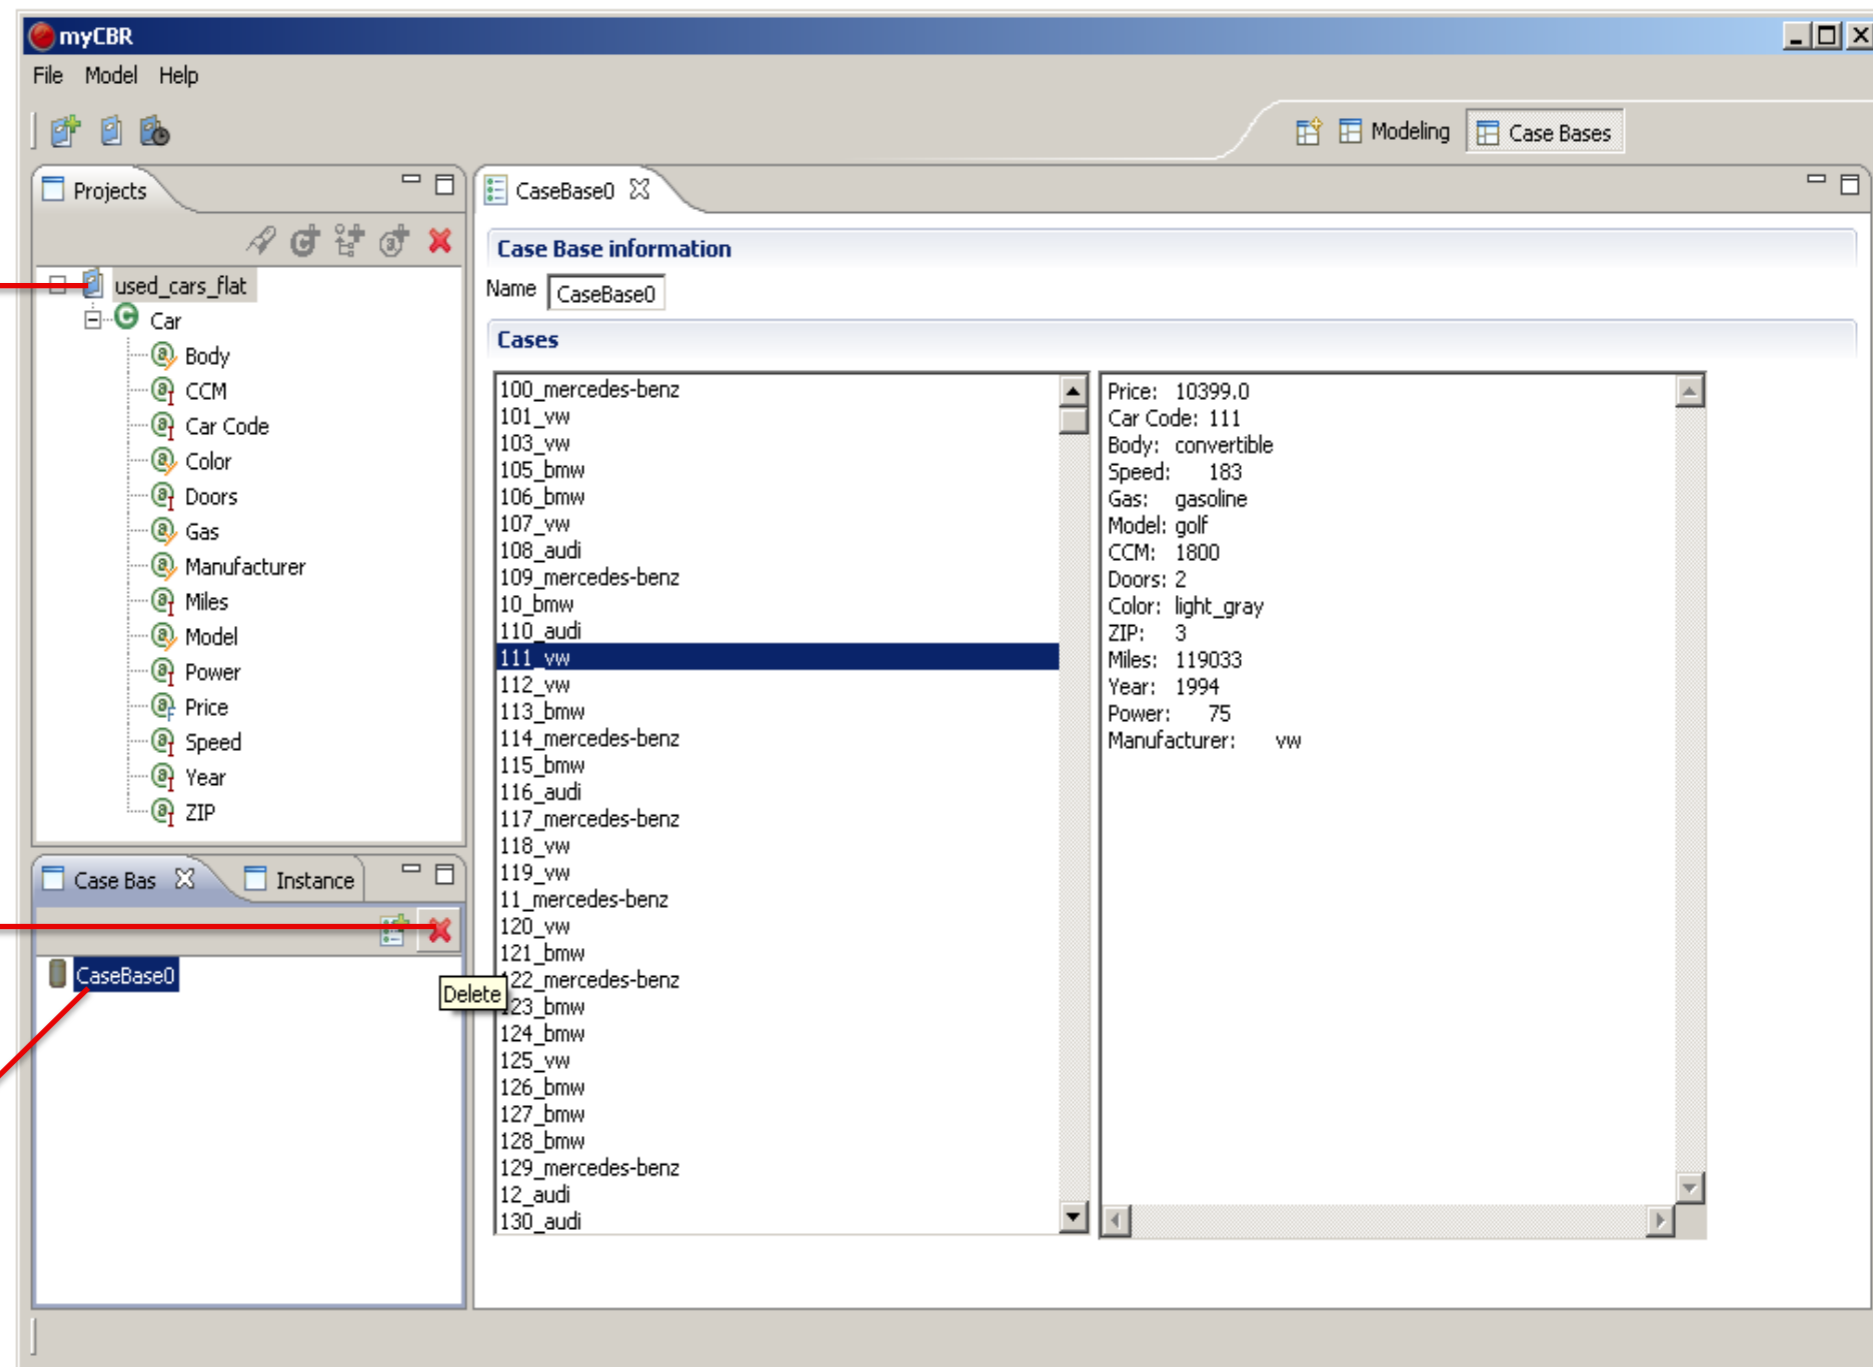 myCBR
File Model Help
Modeling Case Bases
Projects
used_cars_flat
Car
Body
CCM
Car Code
Color
Doors
Gas
Manufacturer
Miles
Model
Power
Price
Speed
Year
ZIP
Case Bas Instance
CaseBase0
Delete
CaseBase0
Case Base information
Name CaseBase0
Cases
100_mercedes-benz
101_vw
103_vw
105_bmw
106_bmw
107_vw
108_audi
109_mercedes-benz
10_bmw
110_audi
111_vw
112_vw
113_bmw
114_mercedes-benz
115_bmw
116_audi
117_mercedes-benz
118_vw
119_vw
11_mercedes-benz
120_vw
121_bmw
22_mercedes-benz
23_bmw
124_bmw
125_vw
126_bmw
127_bmw
128_bmw
129_mercedes-benz
12_audi
130_audi
Price: 10399.0
Car Code: 111
Body: convertible
Speed: 183
Gas: gasoline
Model: golf
CCM: 1800
Doors: 2
Color: light_gray
ZIP: 3
Miles: 119033
Year: 1994
Power: 75
Manufacturer: vw